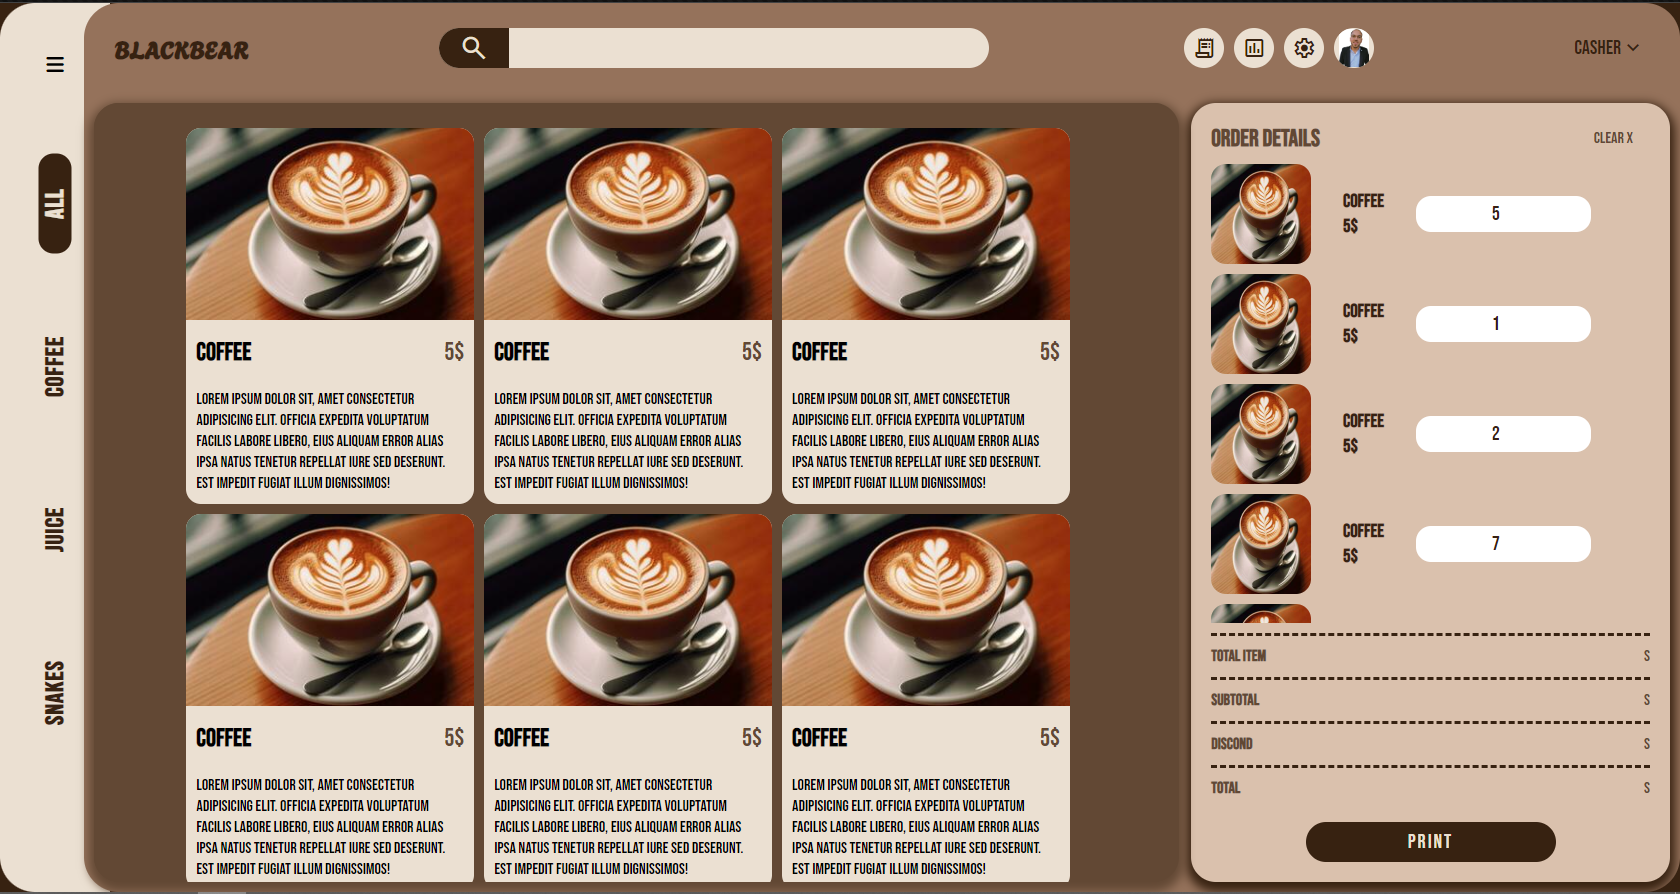 BLACKBEAR
CASHER
ALL
COFFEE
JUICE
SNAKES
COFFEE 5$
LOREM IPSUM DOLOR SIT, AMET CONSECTETUR
ADIPISICING ELIT. OFFICIA EXPEDITA VOLUPTATUM
FACILIS LABORE LIBERO, EIUS ALIQUAM ERROR ALIAS
IPSA NATUS TENETUR REPELLAT IURE SED DESERUNT.
EST IMPEDIT FUGIAT ILLUM DIGNISSIMOS!
COFFEE 5$
LOREM IPSUM DOLOR SIT, AMET CONSECTETUR
ADIPISICING ELIT. OFFICIA EXPEDITA VOLUPTATUM
FACILIS LABORE LIBERO, EIUS ALIQUAM ERROR ALIAS
IPSA NATUS TENETUR REPELLAT IURE SED DESERUNT.
EST IMPEDIT FUGIAT ILLUM DIGNISSIMOS!
COFFEE 5$
LOREM IPSUM DOLOR SIT, AMET CONSECTETUR
ADIPISICING ELIT. OFFICIA EXPEDITA VOLUPTATUM
FACILIS LABORE LIBERO, EIUS ALIQUAM ERROR ALIAS
IPSA NATUS TENETUR REPELLAT IURE SED DESERUNT.
EST IMPEDIT FUGIAT ILLUM DIGNISSIMOS!
COFFEE 5$
LOREM IPSUM DOLOR SIT, AMET CONSECTETUR
ADIPISICING ELIT. OFFICIA EXPEDITA VOLUPTATUM
FACILIS LABORE LIBERO, EIUS ALIQUAM ERROR ALIAS
IPSA NATUS TENETUR REPELLAT IURE SED DESERUNT.
EST IMPEDIT FUGIAT ILLUM DIGNISSIMOS!
COFFEE 5$
LOREM IPSUM DOLOR SIT, AMET CONSECTETUR
ADIPISICING ELIT. OFFICIA EXPEDITA VOLUPTATUM
FACILIS LABORE LIBERO, EIUS ALIQUAM ERROR ALIAS
IPSA NATUS TENETUR REPELLAT IURE SED DESERUNT.
EST IMPEDIT FUGIAT ILLUM DIGNISSIMOS!
COFFEE 5$
LOREM IPSUM DOLOR SIT, AMET CONSECTETUR
ADIPISICING ELIT. OFFICIA EXPEDITA VOLUPTATUM
FACILIS LABORE LIBERO, EIUS ALIQUAM ERROR ALIAS
IPSA NATUS TENETUR REPELLAT IURE SED DESERUNT.
EST IMPEDIT FUGIAT ILLUM DIGNISSIMOS!
ORDER DETAILS CLEAR X
COFFEE
5$
5
COFFEE
5$
1
COFFEE
5$
2
COFFEE
5$
7
TOTAL ITEM S
SUBTOTAL S
DISCOND S
TOTAL S
PRINT